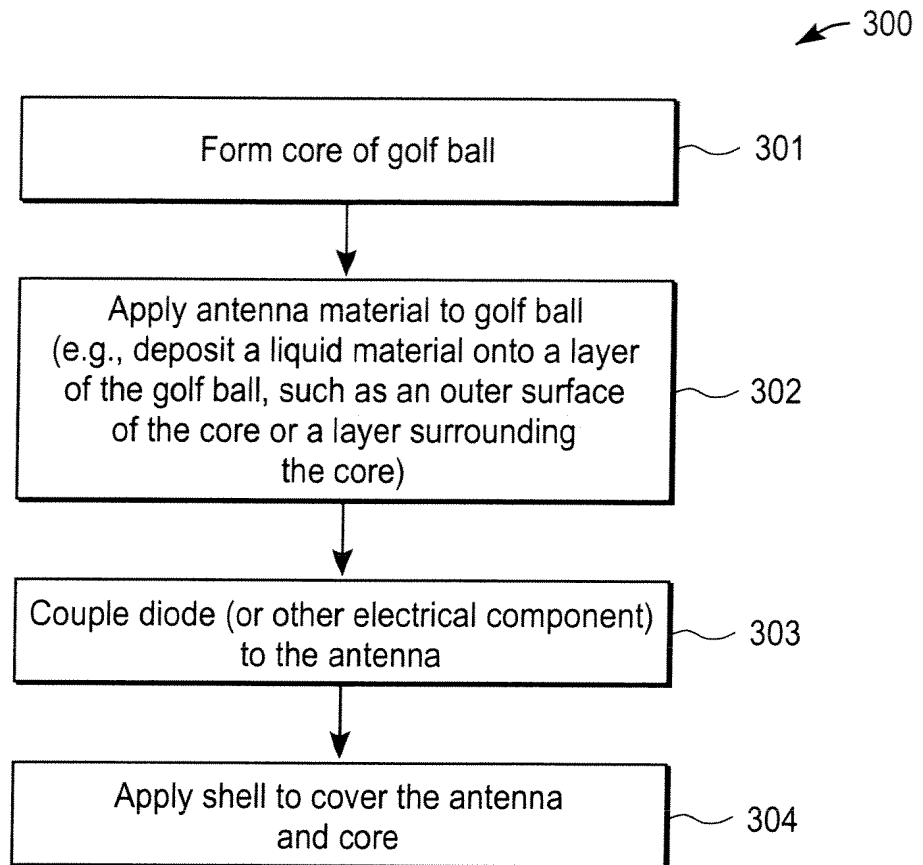 300
Form core of golf ball
301
Apply antenna material to golf ball
(e.g., deposit a liquid material onto a layer
of the golf ball, such as an outer surface
of the core or a layer surrounding
the core)
302
Couple diode (or other electrical component)
to the antenna
303
Apply shell to cover the antenna
and core
304